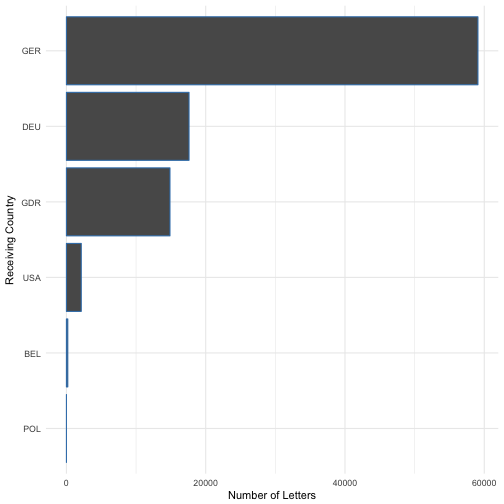 GER
DEU
GDR
USA
BEL
POL
Receiving Country
0 20000 40000 60000
Number of Letters